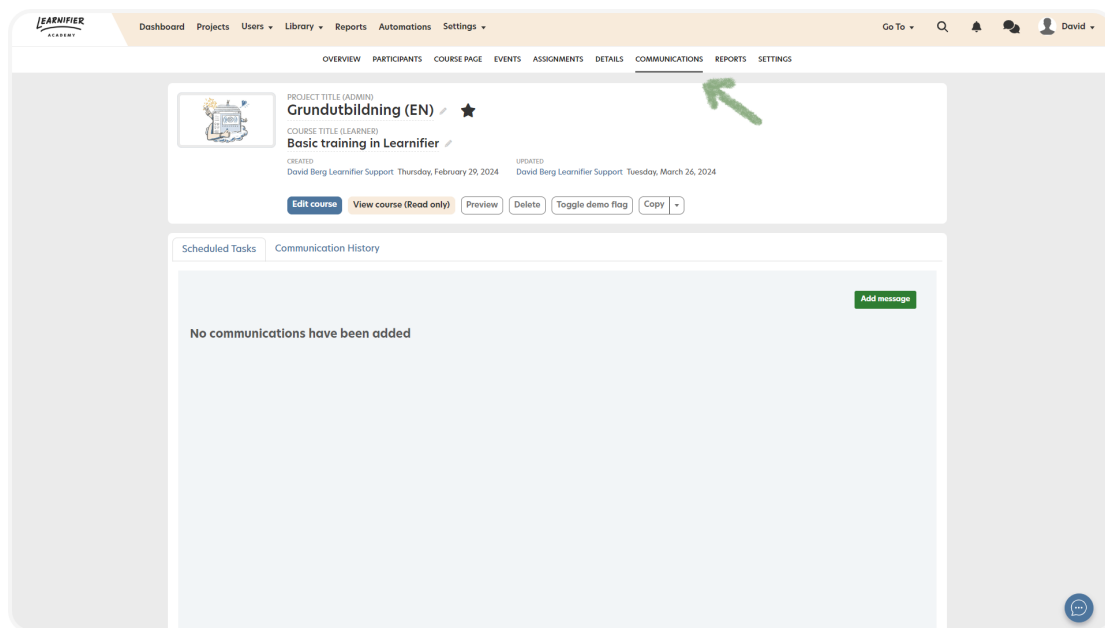 LEARNIFIER
ACADEMY
Dashboard Projects Users Library Reports Automations Settings Go To David
OVERVIEW PARTICIPANTS COURSE PAGE EVENTS ASSIGNMENTS DETAILS COMMUNICATIONS REPORTS SETTINGS
PROJECT TITLE (ADMIN)
Grundutbildning (EN)
COURSE TITLE (LEARNER)
Basic training in Learnifier
CREATED UPDATED
David Berg Learnifier Support Thursday, February 29, 2024 David Berg Learnifier Support Tuesday, March 26, 2024
Edit course View course (Read only) Preview Delete Toggle demo flag Copy
Scheduled Tasks Communication History
Add message
No communications have been added